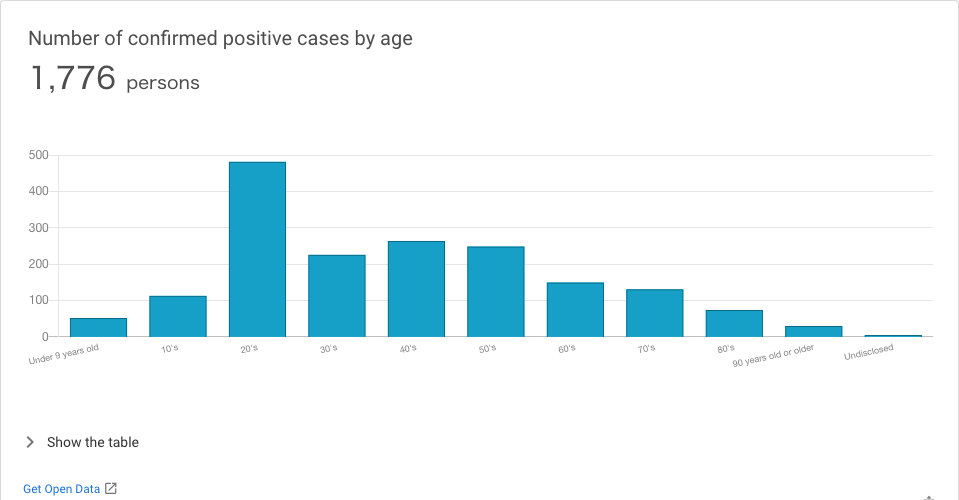 Number of confirmed positive cases by age
1,776 persons
500
400
300
200
100
0
Under 9 years old
10's
20's
30's
40's
50's
60's
70's
80's
90 years old or older
Undisclosed
Show the table
Get Open Data